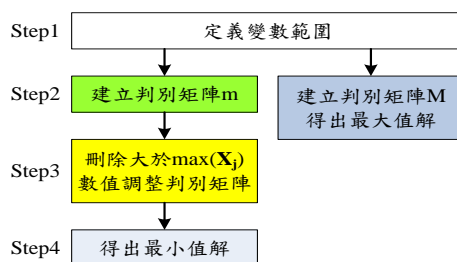 Step1
定義變數範圍
Step2
建立判別矩陣m
建立判別矩陣M
得出最大值解
Step3
刪除大於max(Xj)
數值調整判別矩陣
Step4
得出最小值解